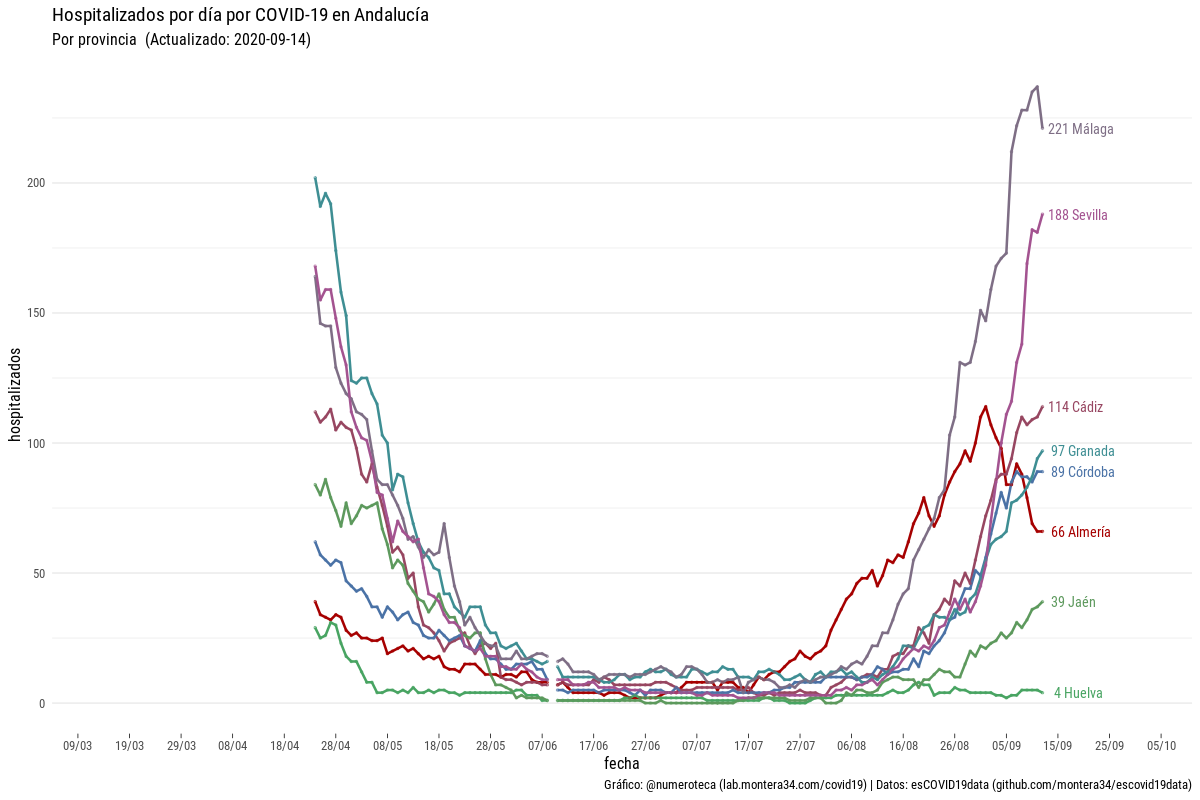 Hospitalizados por día por COVID-19 en Andalucía
Por provincia  (Actualizado: 2020-09-14)
hospitalizados
200
150
100
50
0
221 Málaga
188 Sevilla
114 Cádiz
97 Granada
89 Córdoba
66 Almería
39 Jaén
4 Huelva
09/03 19/03 29/03 08/04 18/04 28/04 08/05 18/05 28/05 07/06 17/06 27/06 07/07 17/07 27/07 06/08 16/08 26/08 05/09 15/09 25/09 05/10
fecha
Gráfico: @numeroteca (lab.montera34.com/covid19) | Datos: esCOVID19data (github.com/montera34/escovid19data)